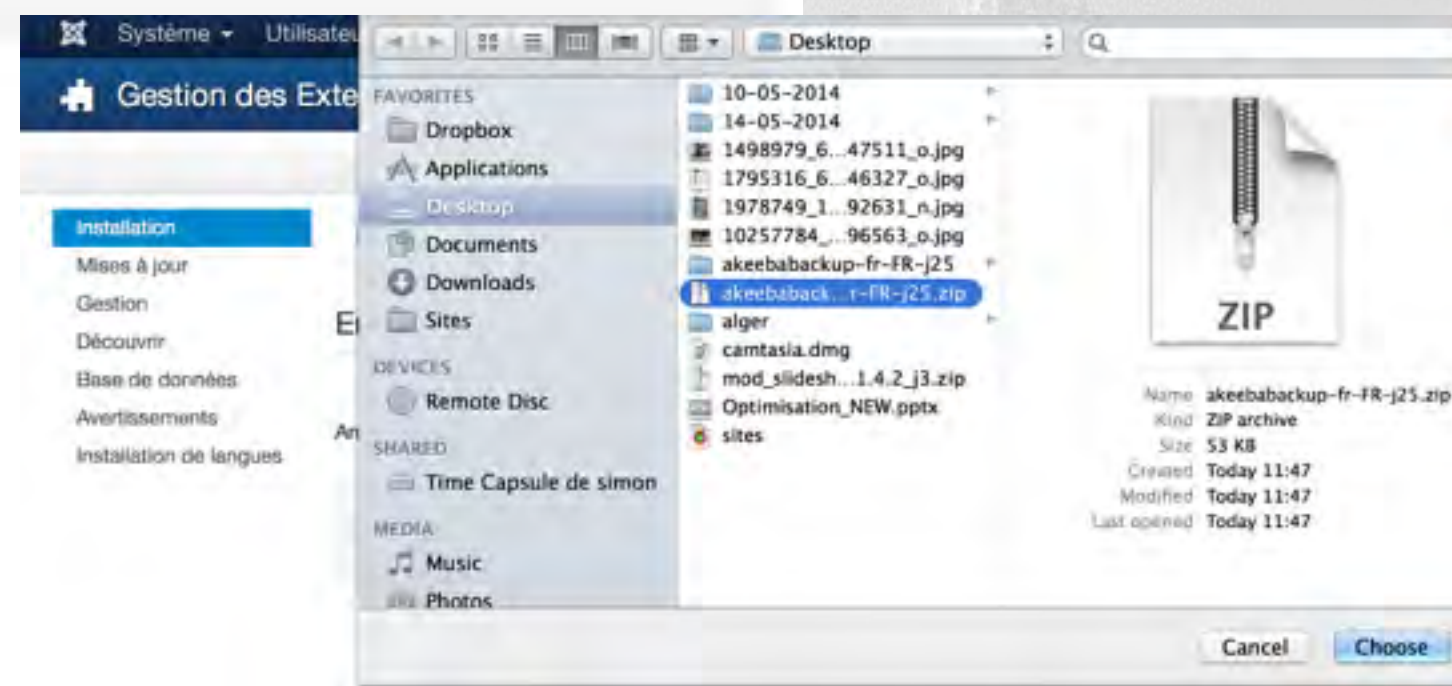 Système Utilisateu
Desktop
Gestion des Exte
Installation
Mises à jour
Gestion
Découvrir
Base de données
Avertissements
Installation de langues
FAVORITES
Dropbox
Applications
Desktop
Documents
Downloads
Sites
DEVICES
Remote Disc
SHARED
Time Capsule de simon
MEDIA
Music
Photos
10-05-2014
14-05-2014
1498979_6...47511_o.jpg
1795316_6...46327_o.jpg
1978749_1...92631_n.jpg
10257784_...96563_o.jpg
akeebabackup-fr-FR-j25
akeebaback...r-FR-j25.zip
alger
camtasia.dmg
mod_slidesh...1.4.2_j3.zip
Optimisation_NEW.pptx
sites
ZIP
Name akeebabackup-fr-FR-j25.zip
Kind ZIP archive
Size 53 KB
Created Today 11:47
Modified Today 11:47
Last opened Today 11:47
Cancel Choose